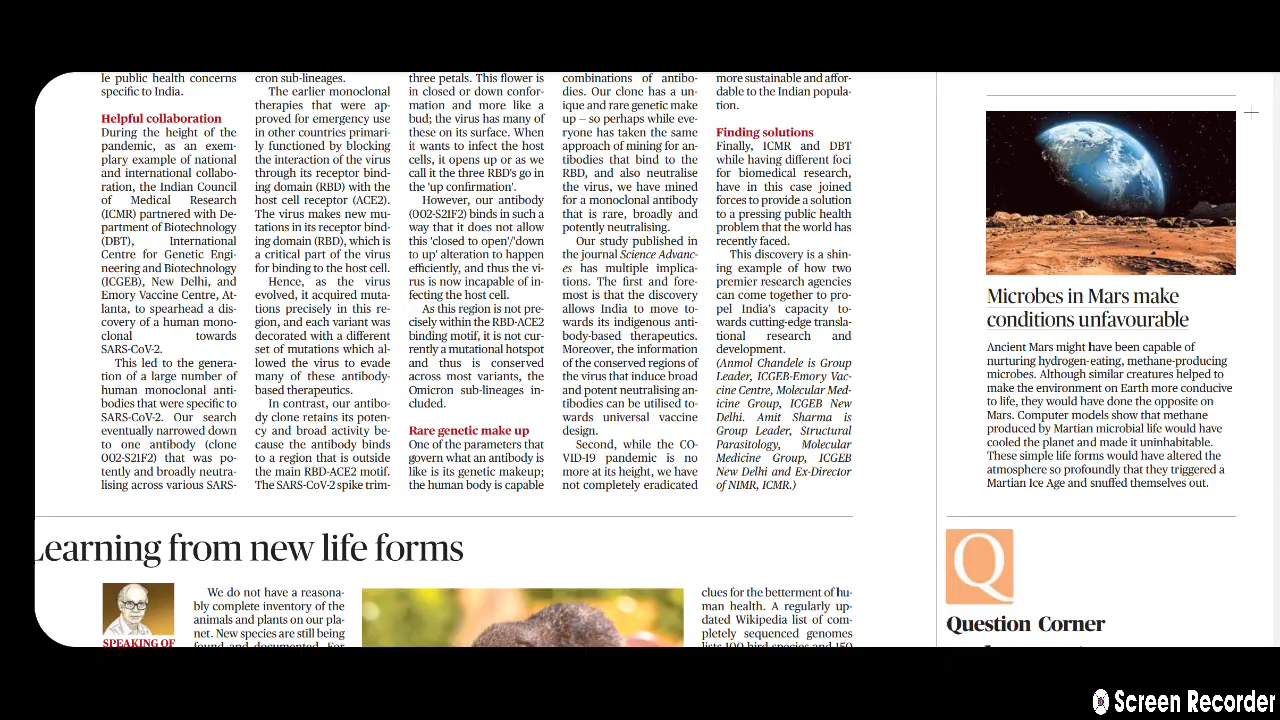 le public health concerns
specific to India.
Helpful collaboration
During the height of the
pandemic, as an exem-
plary example of national
and international collabo-
ration, the Indian Council
of Medical Research
(ICMR) partnered with De-
partment of Biotechnology
(DBT), International
Centre for Genetic Engi-
neering and Biotechnology
(ICGEB), New Delhi, and
Emory Vaccine Centre, At-
lanta, to spearhead a dis-
covery of a human mono-
clonal towards
SARS-CoV-2.
This led to the genera-
tion of a large number of
human monoclonal anti-
bodies that were specific to
SARS-CoV-2. Our search
eventually narrowed down
to one antibody (clone
002-S21F2) that was po-
tently and broadly neutra-
lising across various SARS-
cron sub-lineages.
The earlier monoclonal
therapies that were ap-
proved for emergency use
in other countries primari-
ly functioned by blocking
the interaction of the virus
through its receptor bind-
ing domain (RBD) with the
host cell receptor (ACE2).
The virus makes new mu-
tations in its receptor bind-
ing domain (RBD), which is
a critical part of the virus
for binding to the host cell.
Hence, as the virus
evolved, it acquired muta-
tions precisely in this re-
gion, and each variant was
decorated with a different
set of mutations which al-
lowed the virus to evade
many of these antibody-
based therapeutics.
In contrast, our antibo-
dy clone retains its poten-
cy and broad activity be-
cause the antibody binds
to a region that is outside
the main RBD-ACE2 motif.
The SARS-CoV-2 spike trim-
three petals. This flower is
in closed or down confor-
mation and more like a
bud; the virus has many of
these on its surface. When
it wants to infect the host
cells, it opens up or as we
call it the three RBD's go in
the 'up confirmation'.
However, our antibody
(002-S21F2) binds in such a
way that it does not allow
this 'closed to open'/'down
to up' alteration to happen
efficiently, and thus the vi-
rus is now incapable of in-
fecting the host cell.
As this region is not pre-
cisely within the RBD-ACE2
binding motif, it is not cur-
rently a mutational hotspot
and thus is conserved
across most variants, the
Omicron sub-lineages in-
cluded.
Rare genetic make up
One of the parameters that
govern what an antibody is
like is its genetic makeup;
the human body is capable
combinations of antibo-
dies. Our clone has a un-
ique and rare genetic make
up – so perhaps while eve-
ryone has taken the same
approach of mining for an-
tibodies that bind to the
RBD, and also neutralise
the virus, we have mined
for a monoclonal antibody
that is rare, broadly and
potently neutralising.
Our study published in
the journal Science Advanc-
es has multiple implica-
tions. The first and fore-
most is that the discovery
allows India to move to-
wards its indigenous anti-
body-based therapeutics.
Moreover, the information
of the conserved regions of
the virus that induce broad
and potent neutralising an-
tibodies can be utilised to-
wards universal vaccine
design.
Second, while the CO-
VID-19 pandemic is no
more at its height, we have
not completely eradicated
more sustainable and affor-
dable to the Indian popula-
tion.
Finding solutions
Finally, ICMR and DBT
while having different foci
for biomedical research,
have in this case joined
forces to provide a solution
to a pressing public health
problem that the world has
recently faced.
This discovery is a shin-
ing example of how two
premier research agencies
can come together to pro-
pel India's capacity to-
wards cutting-edge transla-
tional research and
development.
(Anmol Chandele is Group
Leader, ICGEB-Emory Vac-
cine Centre, Molecular Med-
icine Group, ICGEB New
Delhi. Amit Sharma is
Group Leader, Structural
Parasitology, Molecular
Medicine Group, ICGEB
New Delhi and Ex-Director
of NIMR, ICMR.)
Microbes in Mars make
conditions unfavourable
Ancient Mars might have been capable of
nurturing hydrogen-eating, methane-producing
microbes. Although similar creatures helped to
make the environment on Earth more conducive
to life, they would have done the opposite on
Mars. Computer models show that methane
produced by Martian microbial life would have
cooled the planet and made it uninhabitable.
These simple life forms would have altered the
atmosphere so profoundly that they triggered a
Martian Ice Age and snuffed themselves out.
Learning from new life forms
SPEAKING OF
We do not have a reasona-
bly complete inventory of the
animals and plants on our pla-
net. New species are still being
found and documented. For
clues for the betterment of hu-
man health. A regularly up-
dated Wikipedia list of com-
pletely sequenced genomes
lists 100 bird species and 150
Q
Question Corner
Screen Recorder